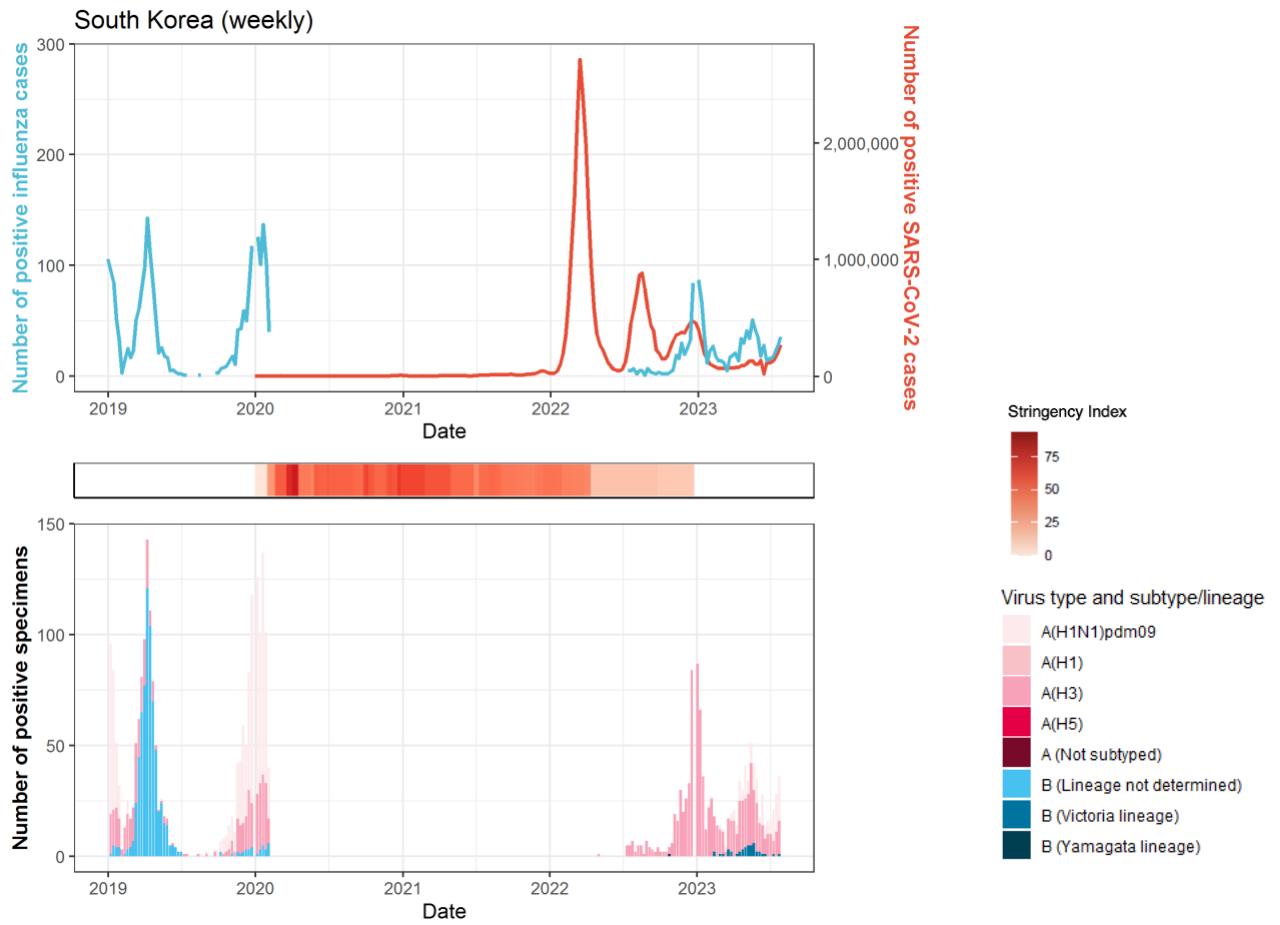 South Korea (weekly)
Number of positive influenza cases
300
200
100
0
2,000,000
1,000,000
0
Number of positive SARS-CoV-2 cases
2019
2020
2021
2022
2023
Date
Stringency Index
75
50
25
0
Number of positive specimens
150
100
50
0
2019
2020
2021
2022
2023
Date
Virus type and subtype/lineage
A(H1N1)pdm09
A(H1)
A(H3)
A(H5)
A (Not subtyped)
B (Lineage not determined)
B (Victoria lineage)
B (Yamagata lineage)